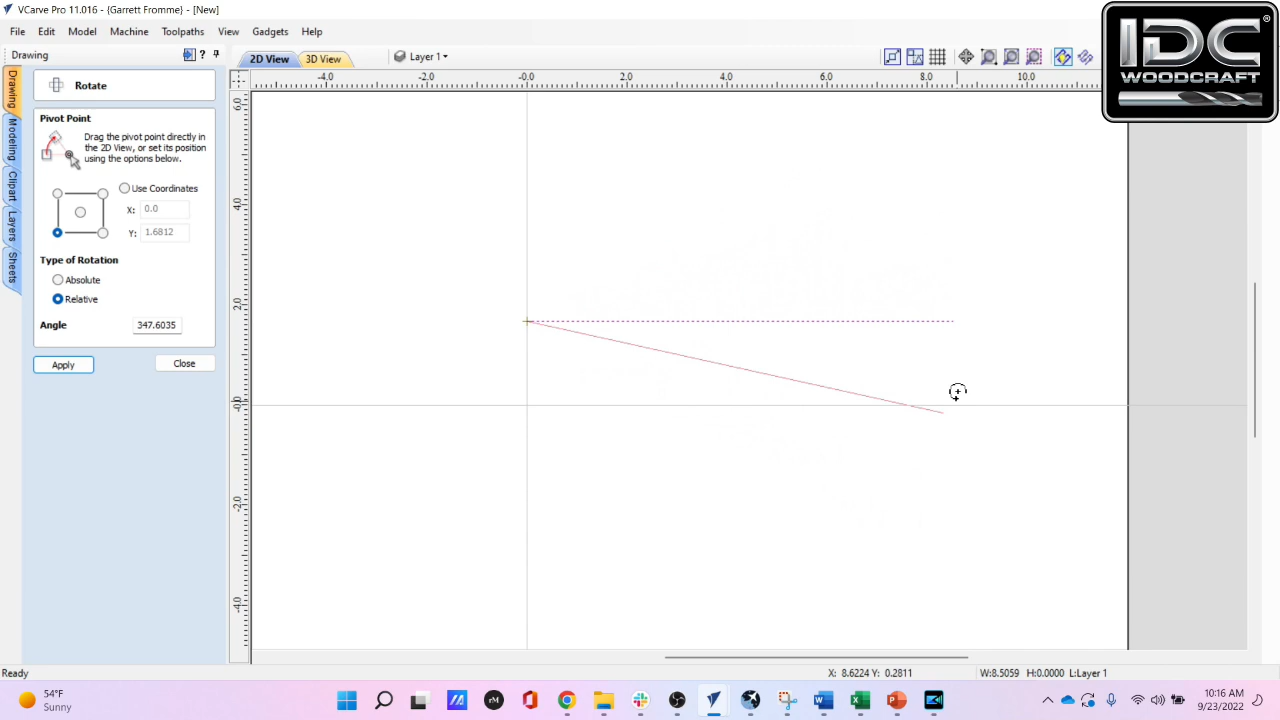 VCarve Pro 11.016 - {Garrett Fromme} - [New]
File Edit Model Machine Toolpaths View Gadgets Help
IDC
®
WOODCRAFT
Drawing ?
2D View 3D View Layer 1
-4.0 -2.0 -0.0 2.0 4.0 6.0 8.0 10.0
Drawing
Modeling
Clipart
Layers
Sheets
Rotate
Pivot Point
Drag the pivot point directly in
the 2D View, or set its position
using the options below.
Use Coordinates
X: 0.0
Y: 1.6812
Type of Rotation
Absolute
Relative
Angle 347.6035
Apply Close
6.0
4.0
2.0
-0.0
-2.0
-4.0
Ready X: 8.6224 Y: 0.2811 W:8.5059 H:0.0000 L:Layer 1
54°F
Sunny
rM
W
X
P
10:16 AM
9/23/2022